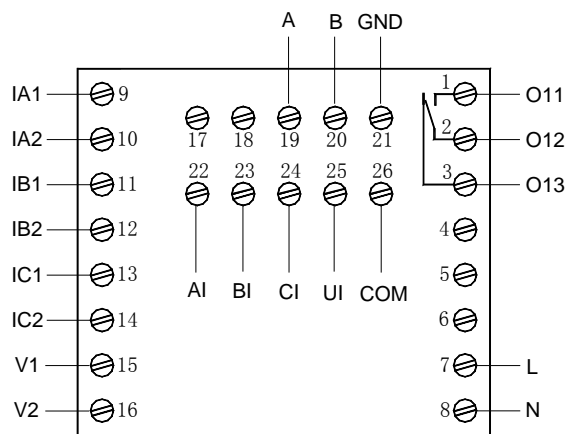 A B GND
IA1 9 1 O11
IA2 10 17 18 19 20 21 2 O12
IB1 11 22 23 24 25 26 3 O13
IB2 12 4
IC1 13 AI BI CI UI COM 5
IC2 14 6
V1 15 7 L
V2 16 8 N